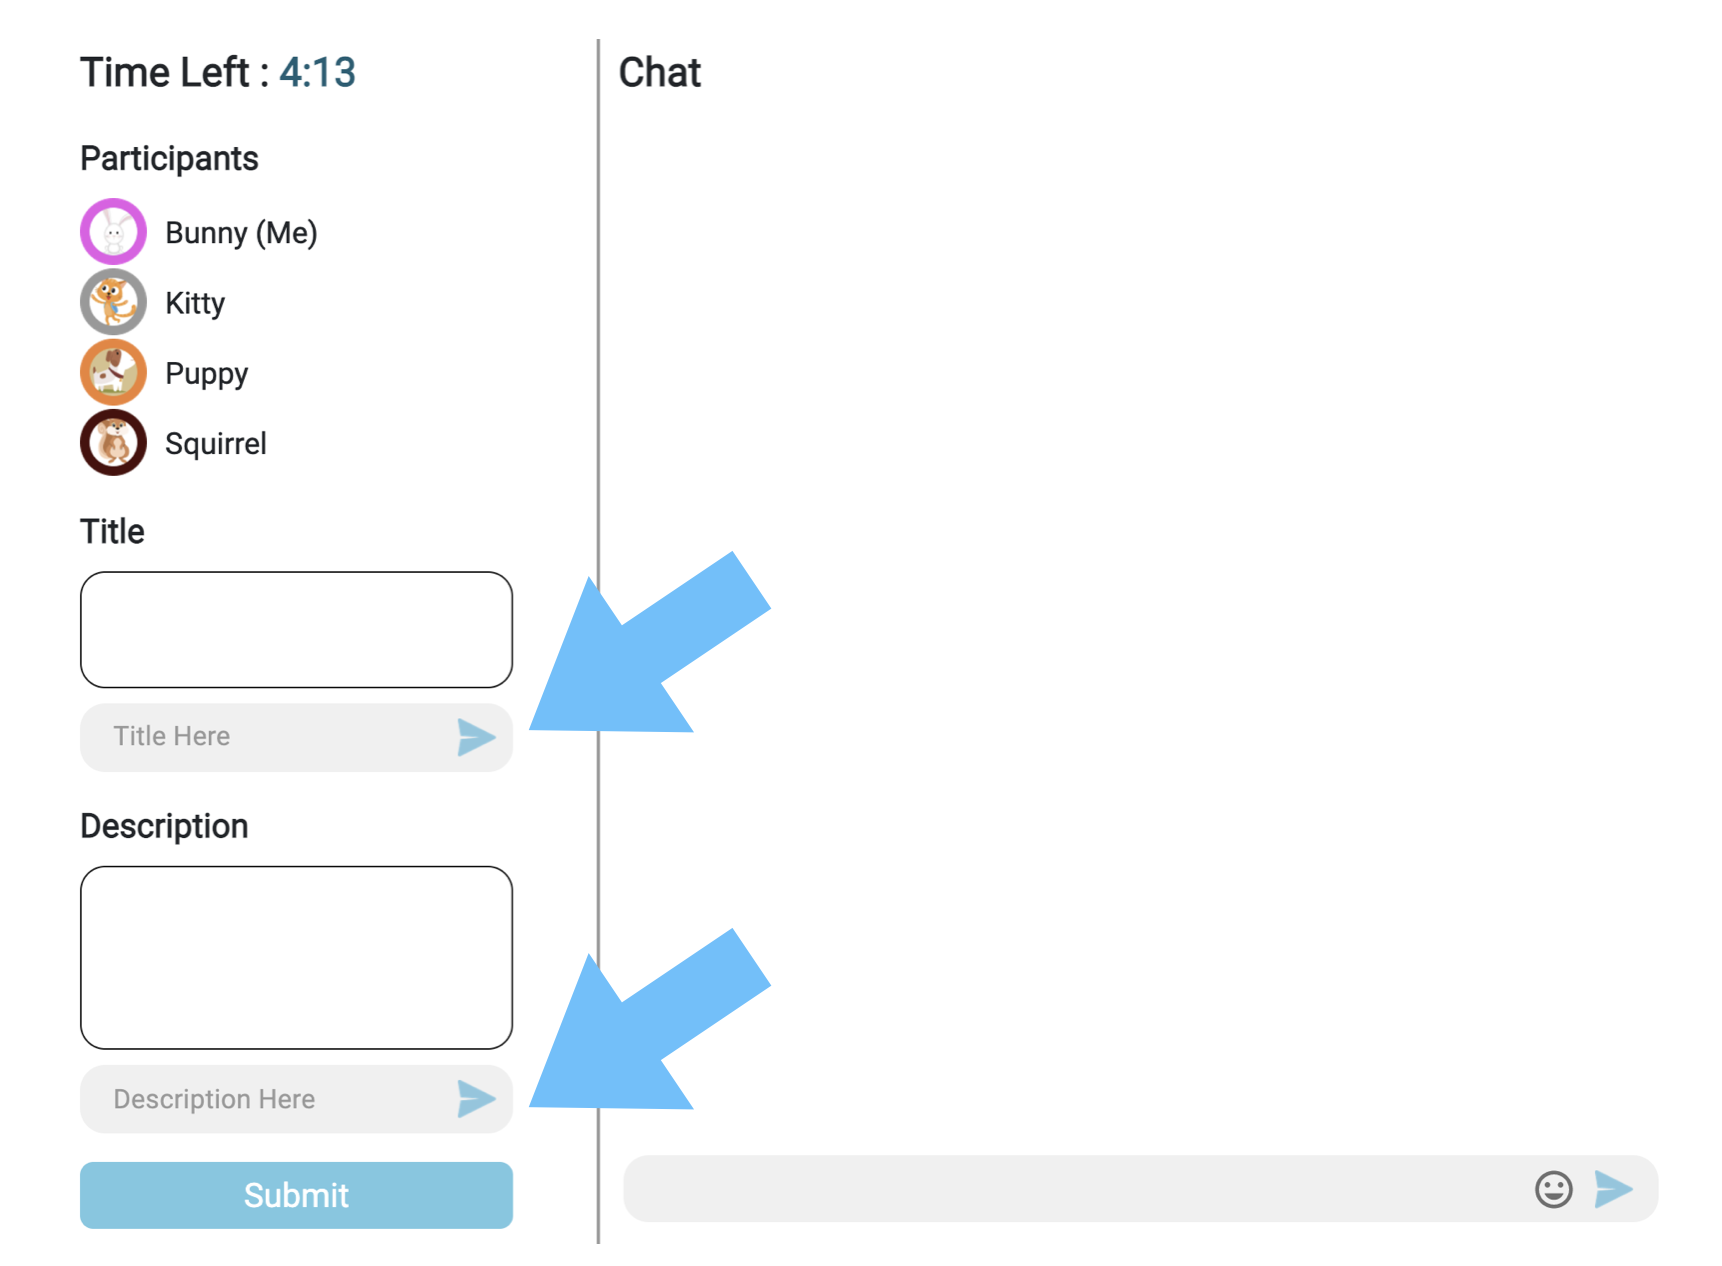 Time Left : 4:13
Participants
Bunny (Me)
Kitty
Puppy
Squirrel
Title
Title Here
Description
Description Here
Submit
Chat